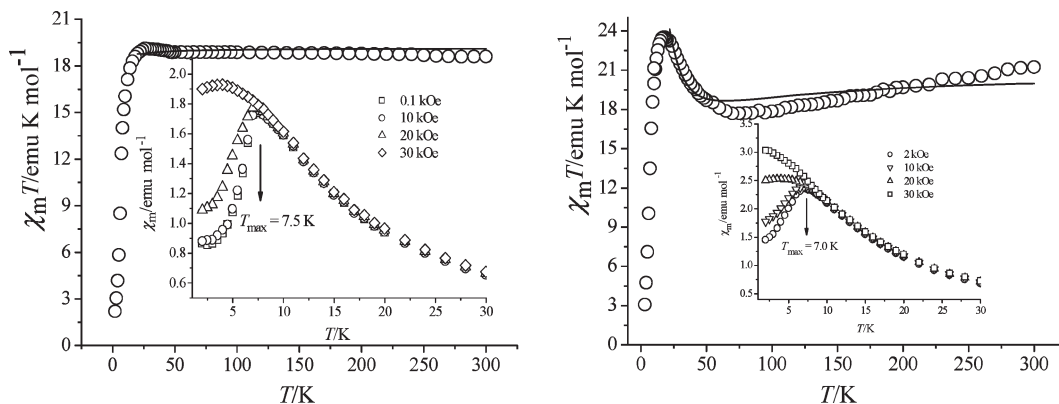 χₘT/emu K mol⁻¹
21
18
15
12
9
6
3
0
0 50 100 150 200 250 300
T/K
χₘ/emu mol⁻¹
2.0
1.8
1.6
1.4
1.2
1.0
0.8
0.6
5 10 15 20 25 30
T/K
0.1 kOe
10 kOe
20 kOe
30 kOe
Tmax = 7.5 K
χₘT/emu K mol⁻¹
24
21
18
15
12
9
6
3
0
0 50 100 150 200 250 300
T/K
χₘ/emu mol⁻¹
3.5
3.0
2.5
2.0
1.5
1.0
0.5
5 10 15 20 25 30
T/K
2 kOe
10 kOe
20 kOe
30 kOe
Tmax = 7.0 K